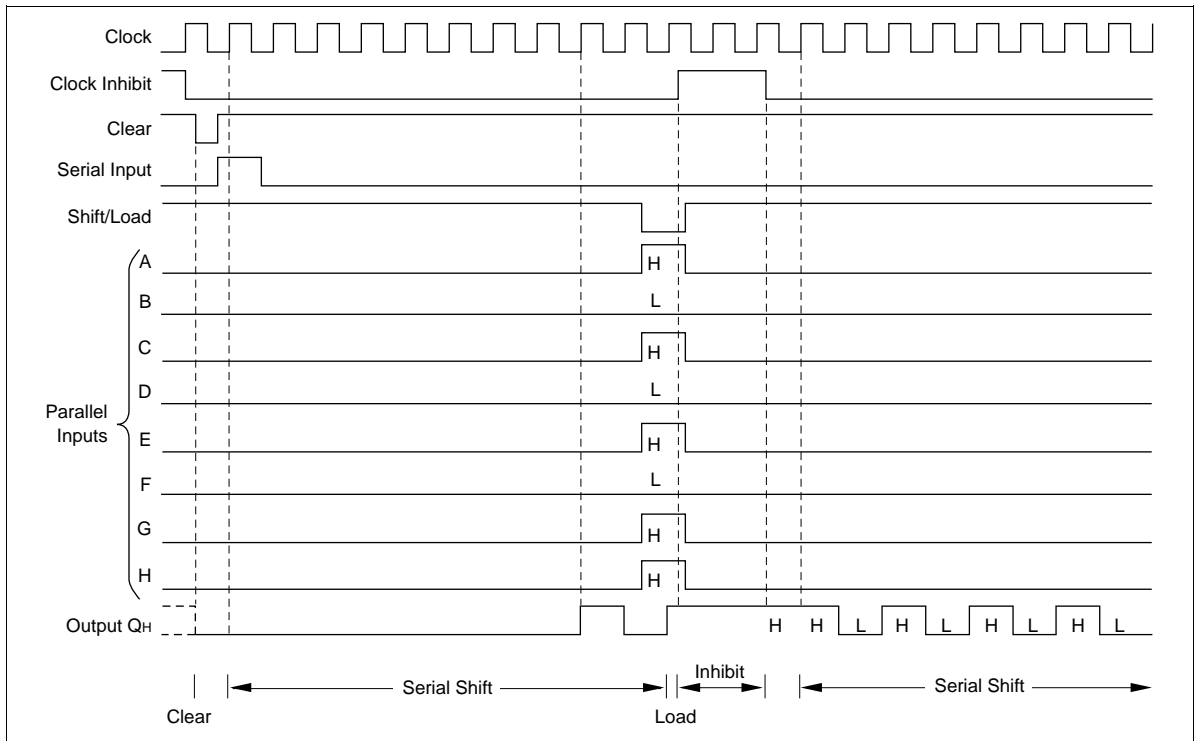 Clock
Clock Inhibit
Clear
Serial Input
Shift/Load
Parallel
Inputs
A H
B L
C H
D L
E H
F L
G H
H H
Output QH H H L H L H L H L
Serial Shift Inhibit Serial Shift
Clear Load